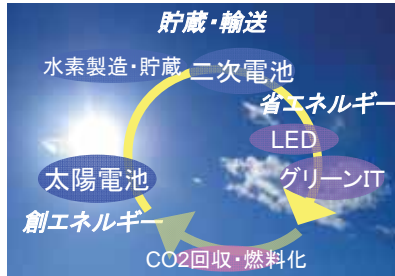 貯蔵・輸送
水素製造・貯蔵
二次電池
省エネルギー
LED
太陽電池
グリーンIT
創エネルギー
CO2回収・燃料化